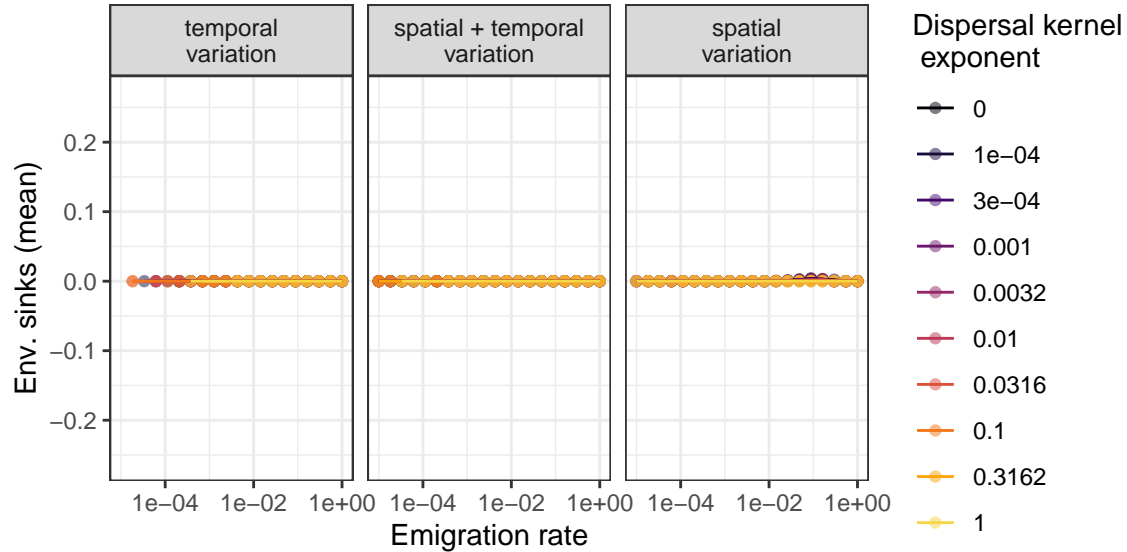 temporal
variation
spatial + temporal
variation
spatial
variation
Dispersal kernel
exponent
0
1e−04
3e−04
0.001
0.0032
0.01
0.0316
0.1
0.3162
1
Env. sinks (mean)
0.2
0.1
0.0
−0.1
−0.2
1e−04 1e−02 1e+00
1e−04 1e−02 1e+00
1e−04 1e−02 1e+00
Emigration rate